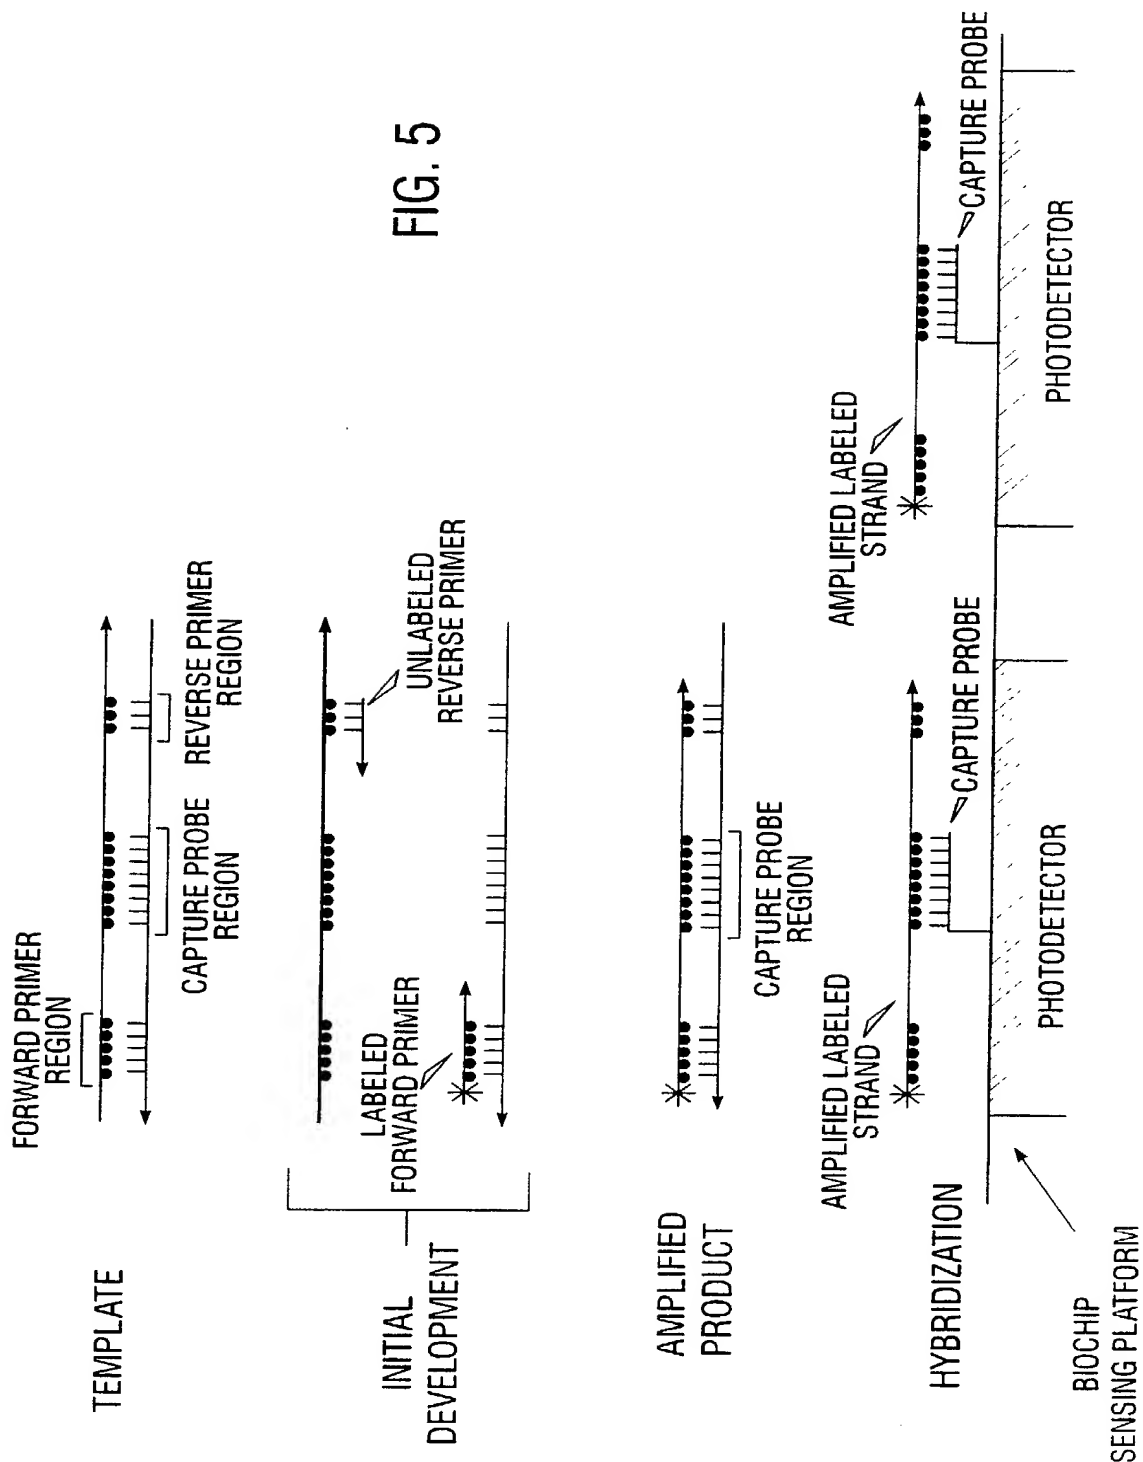 FIG. 5
TEMPLATE
FORWARD PRIMER
REGION
CAPTURE PROBE
REGION
REVERSE PRIMER
REGION
INITIAL
DEVELOPMENT
LABELED
FORWARD PRIMER
UNLABELED
REVERSE PRIMER
AMPLIFIED
PRODUCT
CAPTURE PROBE
REGION
HYBRIDIZATION
AMPLIFIED LABELED
STRAND
CAPTURE PROBE
AMPLIFIED LABELED
STRAND
CAPTURE PROBE
PHOTODETECTOR
PHOTODETECTOR
BIOCHIP
SENSING PLATFORM